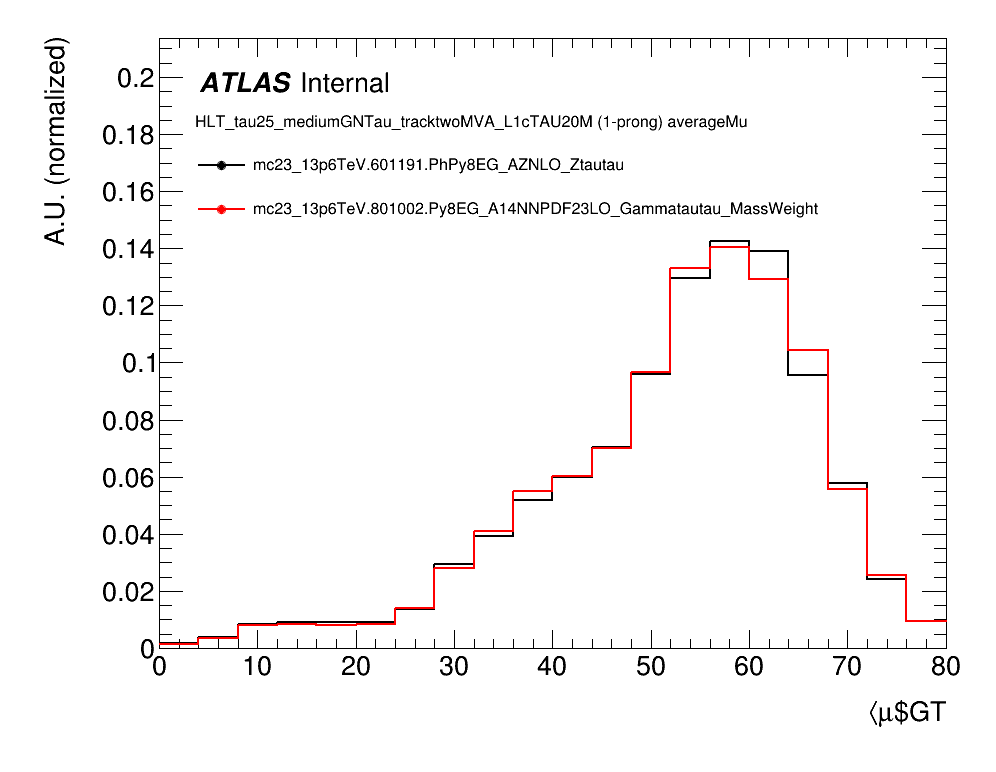 A.U. (normalized)
ATLAS Internal
HLT_tau25_mediumGNTau_tracktwoMVA_L1cTAU20M (1-prong) averageMu
mc23_13p6TeV.601191.PhPy8EG_AZNLO_Ztautau
mc23_13p6TeV.801002.Py8EG_A14NNPDF23LO_Gammatautau_MassWeight
0.2
0.18
0.16
0.14
0.12
0.1
0.08
0.06
0.04
0.02
0
0 10 20 30 40 50 60 70 80
⟨μ$GT